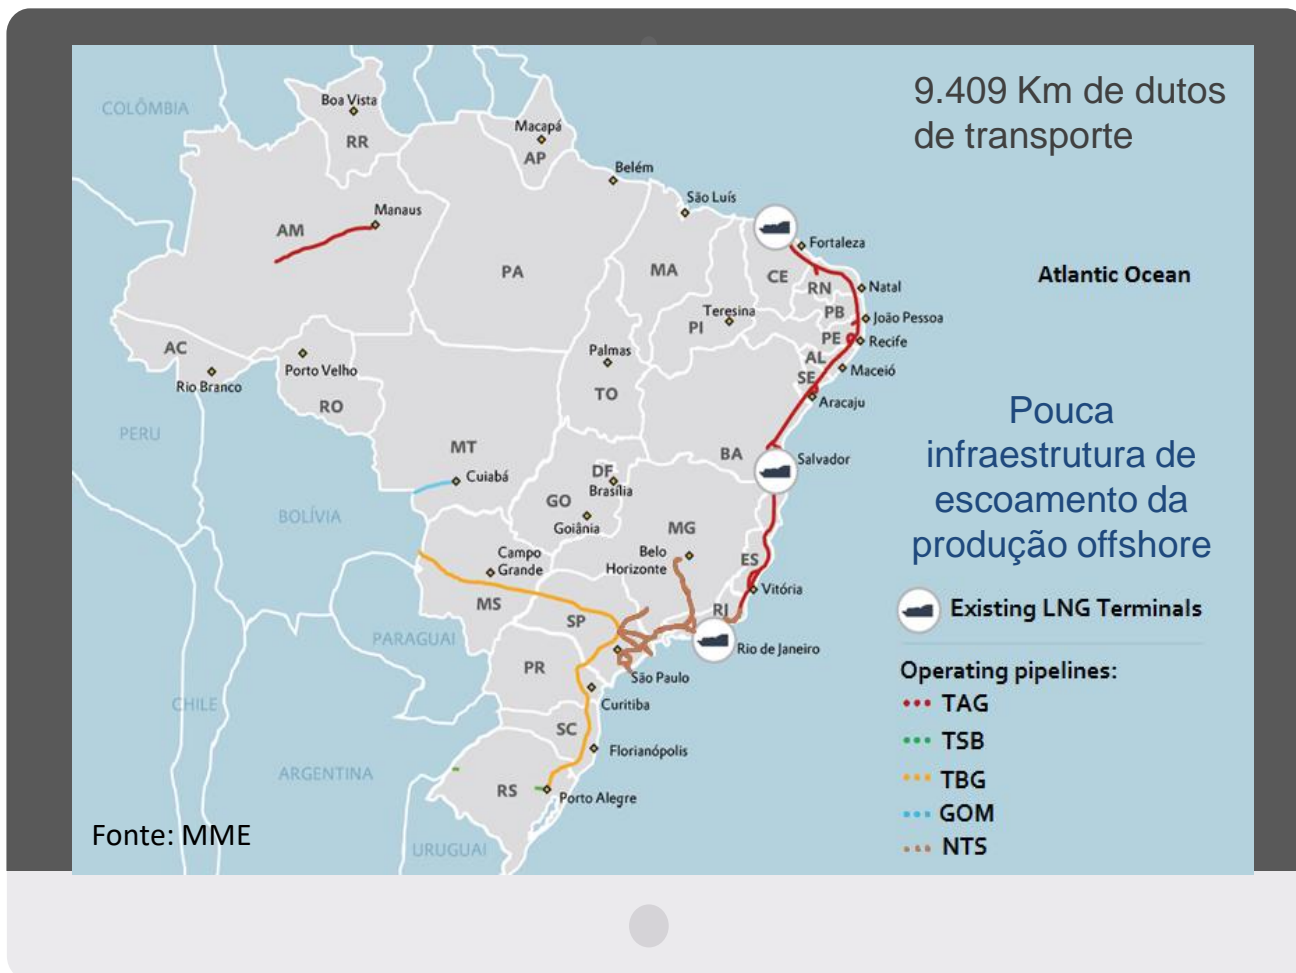 9.409 Km de dutos
de transporte
COLÔMBIA
Boa Vista
RR
Macapá
AP
Belém
São Luís
Manaus
AM
Fortaleza
PA
MA
CE
Atlantic Ocean
RN
Natal
Teresina
PI
PB
João Pessoa
PE
Recife
AC
Porto Velho
Palmas
AL
Maceió
Rio Branco
SE
TO
Aracaju
RO
Pouca
infraestrutura de
escoamento da
produção offshore
PERU
MT
BA
Salvador
Cuiabá
DF
Brasília
GO
BOLÍVIA
Goiânia
MG
Campo
Grande
Belo
Horizonte
ES
Vitória
MS
RJ
Existing LNG Terminals
SP
PARAGUAI
Rio de Janeiro
PR
São Paulo
Operating pipelines:
CHILE
Curitiba
TAG
SC
TSB
Florianópolis
ARGENTINA
TBG
RS
Porto Alegre
GOM
Fonte: MME
URUGUAI
NTS